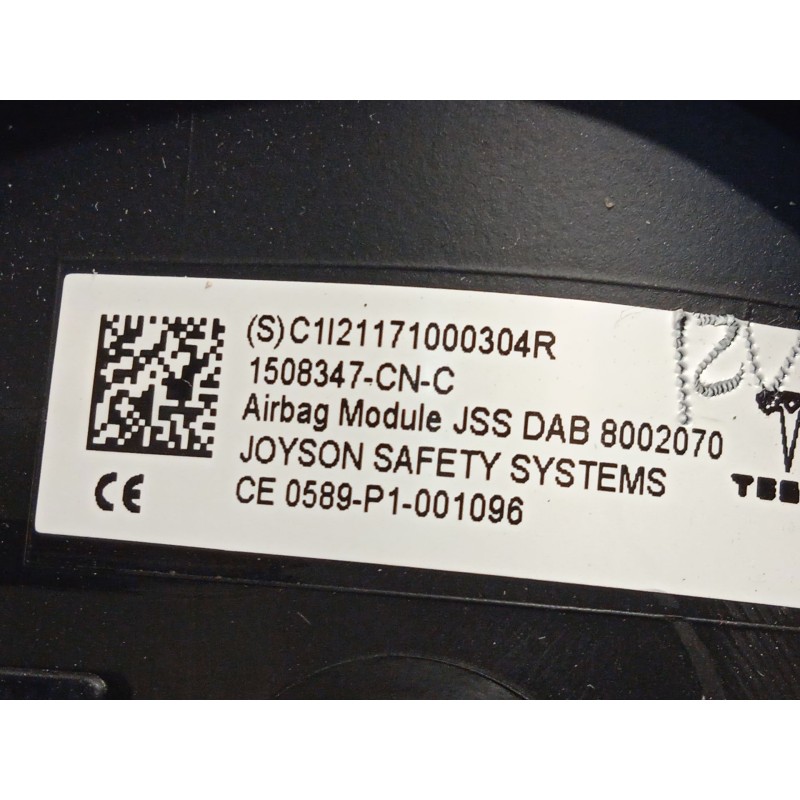 (S) C1I21171000304R
1508347-CN-C
Airbag Module JSS DAB 8002070
JOYSON SAFETY SYSTEMS
CE 0589-P1-001096
CE